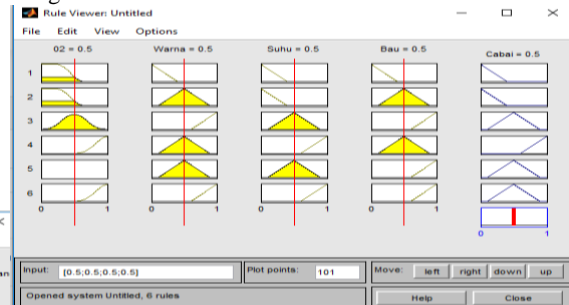 Rule Viewer: Untitled
File Edit View Options
02 = 0.5 Warna = 0.5 Suhu = 0.5 Bau = 0.5 Cabai = 0.5
1
2
3
4
5
6
0 1 0 1 0 1 0 1
0 1
Input: [0.5;0.5;0.5;0.5] Plot points: 101 Move: left right down up
Opened system Untitled, 6 rules Help Close